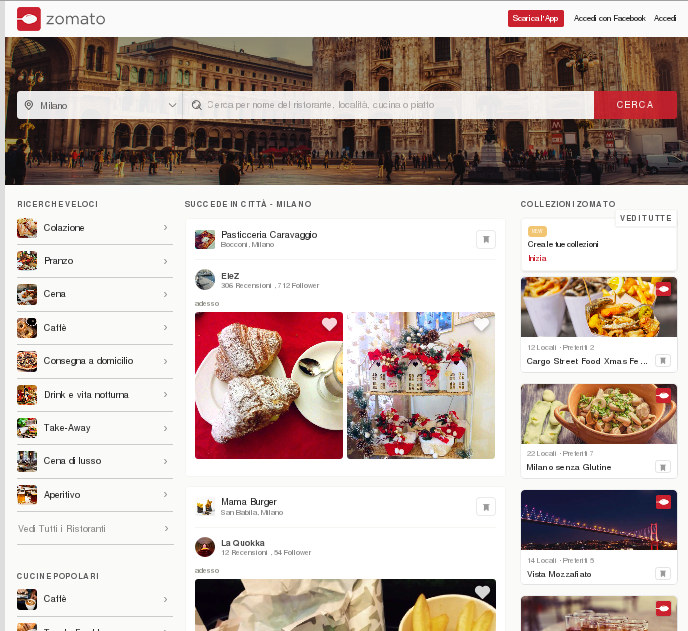 zomato
Scarica l'App
Accedi con Facebook
Accedi
Milano
Cerca per nome del ristorante, località, cucina o piatto
CERCA
RICERCHE VELOCI
Colazione
Pranzo
Cena
Caffè
Consegna a domicilio
Drink e vita notturna
Take-Away
Cena di lusso
Aperitivo
Vedi Tutti i Ristoranti
CUCINE POPOLARI
Caffè
SUCCEDE IN CITTÀ - MILANO
Pasticceria Caravaggio
Bocconi, Milano
EleZ
306 Recensioni , 712 Follower
adesso
Mama Burger
San Babila, Milano
La Quokka
12 Recensioni , 54 Follower
adesso
COLLEZIONI ZOMATO
VEDI TUTTE
NEW
Crea le tue collezioni
Inizia
12 Locali · Preferiti 2
Cargo Street Food Xmas Fe...
22 Locali · Preferiti 7
Milano senza Glutine
14 Locali · Preferiti 5
Vista Mozzafiato